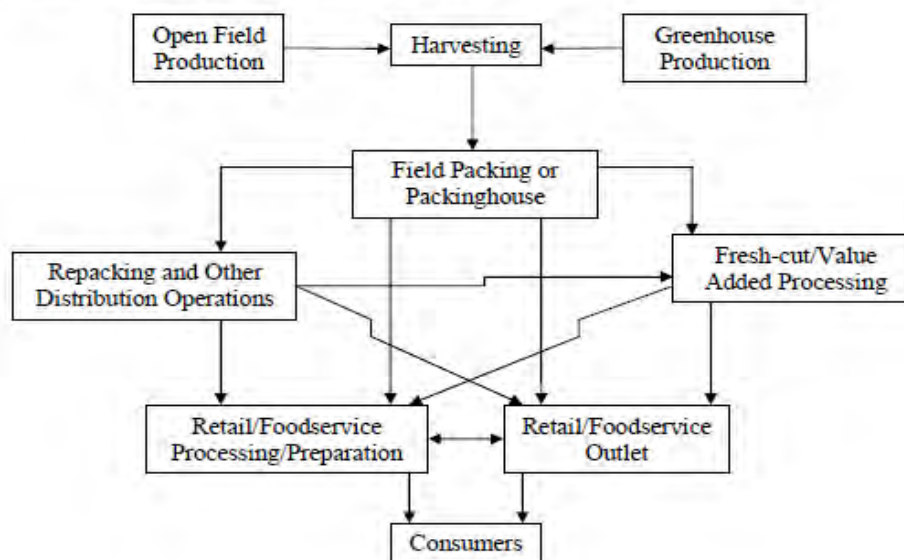 Open Field
Production
Harvesting
Greenhouse
Production
Field Packing or
Packinghouse
Repacking and Other
Distribution Operations
Fresh-cut/Value
Added Processing
Retail/Foodservice
Processing/Preparation
Retail/Foodservice
Outlet
Consumers